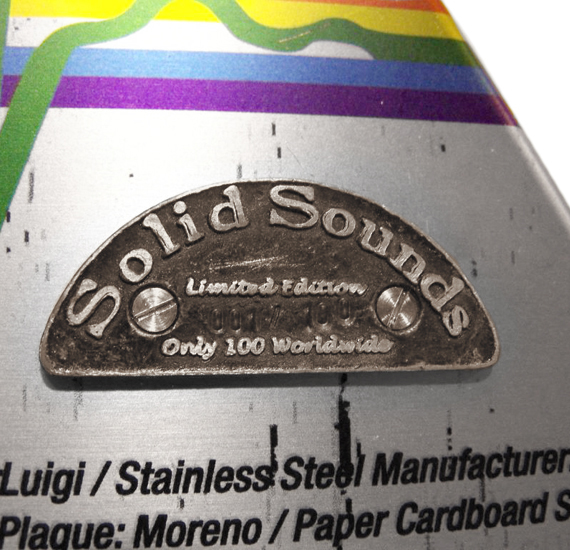 Solid Sounds
Limited Edition
Only 100 Worldwide
Luigi / Stainless Steel Manufacturer
Plaque: Moreno / Paper Cardboard S